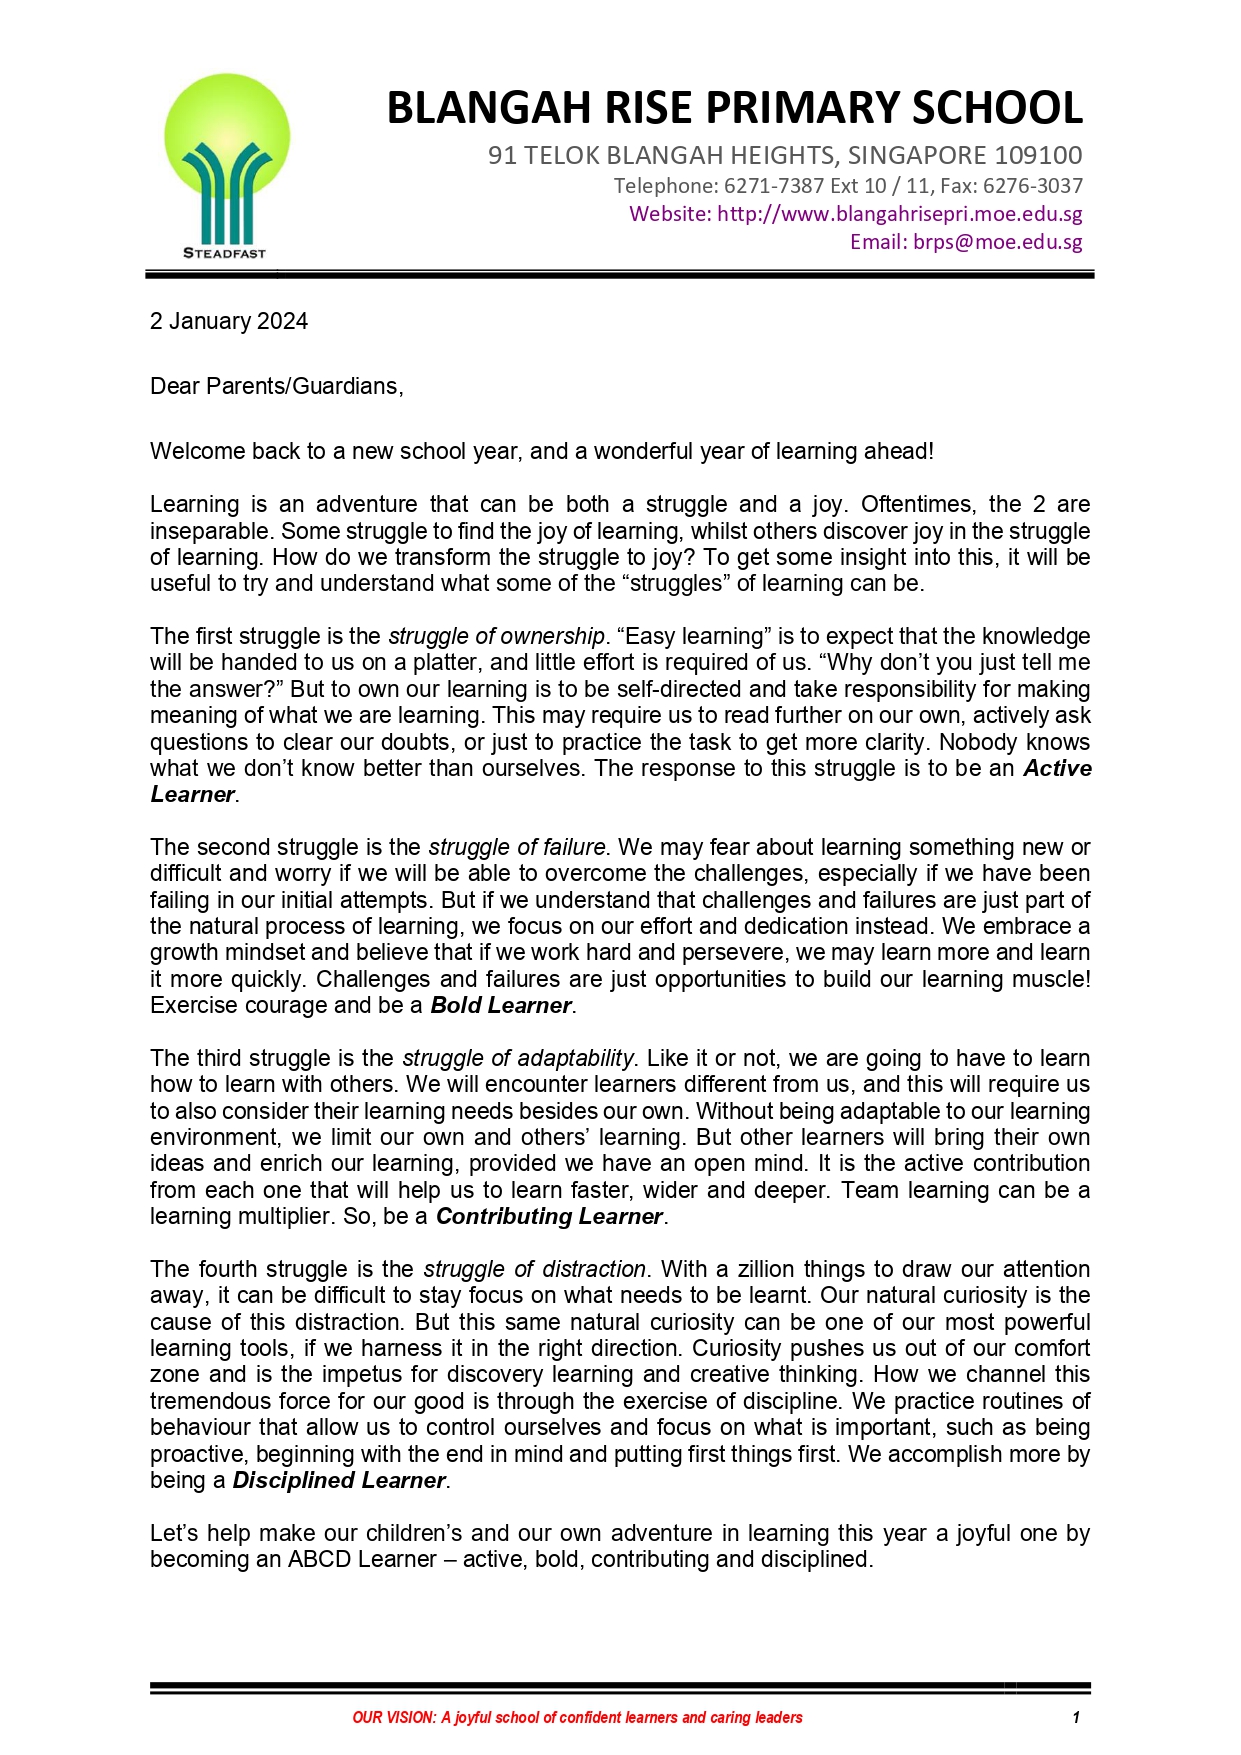 STEADFAST
BLANGAH RISE PRIMARY SCHOOL
91 TELOK BLANGAH HEIGHTS, SINGAPORE 109100
Telephone: 6271-7387 Ext 10 / 11, Fax: 6276-3037
Website: http://www.blangahrisepri.moe.edu.sg
Email: brps@moe.edu.sg
2 January 2024
Dear Parents/Guardians,
Welcome back to a new school year, and a wonderful year of learning ahead!
Learning is an adventure that can be both a struggle and a joy. Oftentimes, the 2 are
inseparable. Some struggle to find the joy of learning, whilst others discover joy in the struggle
of learning. How do we transform the struggle to joy? To get some insight into this, it will be
useful to try and understand what some of the “struggles” of learning can be.
The first struggle is the struggle of ownership. “Easy learning” is to expect that the knowledge
will be handed to us on a platter, and little effort is required of us. “Why don’t you just tell me
the answer?” But to own our learning is to be self-directed and take responsibility for making
meaning of what we are learning. This may require us to read further on our own, actively ask
questions to clear our doubts, or just to practice the task to get more clarity. Nobody knows
what we don’t know better than ourselves. The response to this struggle is to be an Active
Learner.
The second struggle is the struggle of failure. We may fear about learning something new or
difficult and worry if we will be able to overcome the challenges, especially if we have been
failing in our initial attempts. But if we understand that challenges and failures are just part of
the natural process of learning, we focus on our effort and dedication instead. We embrace a
growth mindset and believe that if we work hard and persevere, we may learn more and learn
it more quickly. Challenges and failures are just opportunities to build our learning muscle!
Exercise courage and be a Bold Learner.
The third struggle is the struggle of adaptability. Like it or not, we are going to have to learn
how to learn with others. We will encounter learners different from us, and this will require us
to also consider their learning needs besides our own. Without being adaptable to our learning
environment, we limit our own and others’ learning. But other learners will bring their own
ideas and enrich our learning, provided we have an open mind. It is the active contribution
from each one that will help us to learn faster, wider and deeper. Team learning can be a
learning multiplier. So, be a Contributing Learner.
The fourth struggle is the struggle of distraction. With a zillion things to draw our attention
away, it can be difficult to stay focus on what needs to be learnt. Our natural curiosity is the
cause of this distraction. But this same natural curiosity can be one of our most powerful
learning tools, if we harness it in the right direction. Curiosity pushes us out of our comfort
zone and is the impetus for discovery learning and creative thinking. How we channel this
tremendous force for our good is through the exercise of discipline. We practice routines of
behaviour that allow us to control ourselves and focus on what is important, such as being
proactive, beginning with the end in mind and putting first things first. We accomplish more by
being a Disciplined Learner.
Let’s help make our children’s and our own adventure in learning this year a joyful one by
becoming an ABCD Learner – active, bold, contributing and disciplined.
OUR VISION: A joyful school of confident learners and caring leaders 1